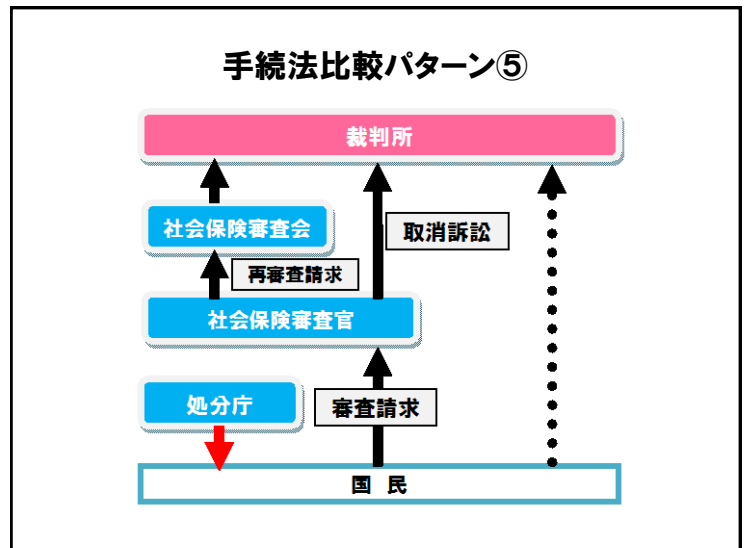 手続法比較パターン⑤
裁判所
社会保険審査会
取消訴訟
再審査請求
社会保険審査官
処分庁
審査請求
国 民